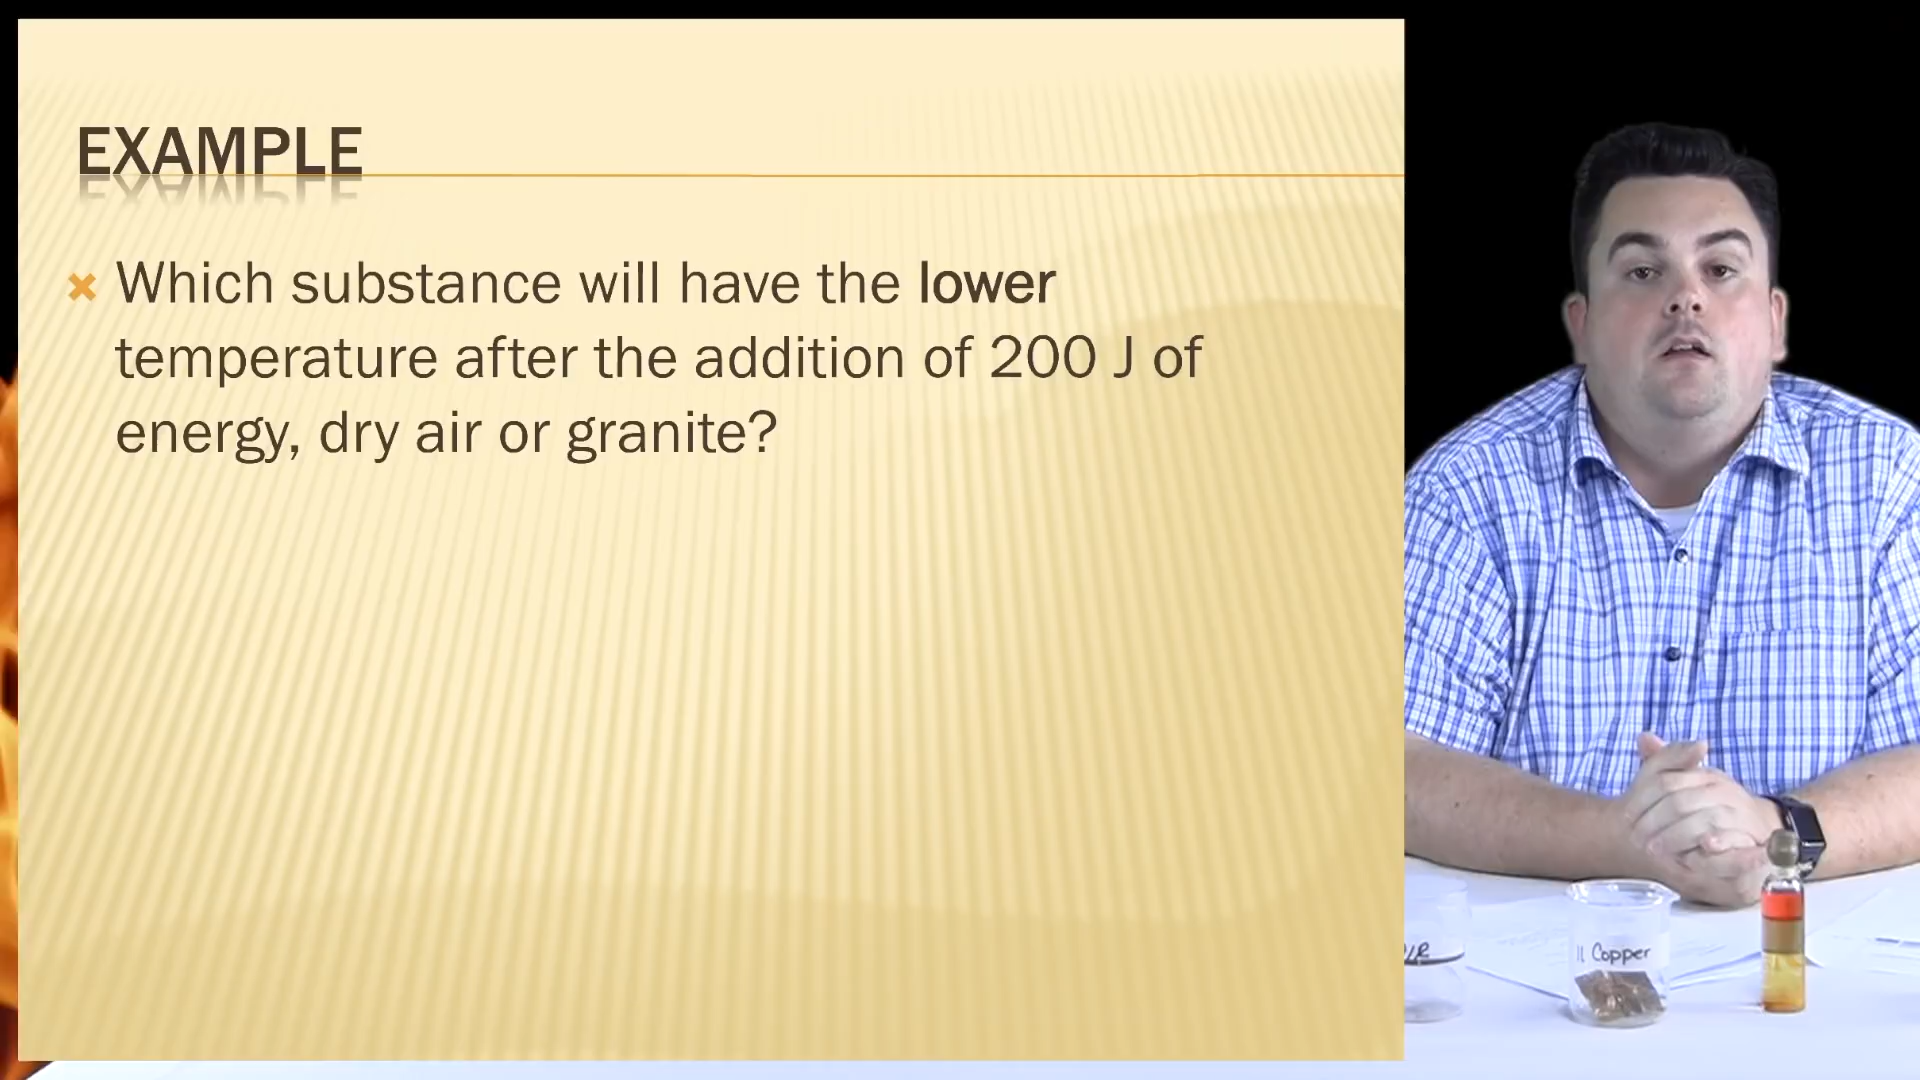 EXAMPLE
Which substance will have the lower
temperature after the addition of 200 J of
energy, dry air or granite?
Copper